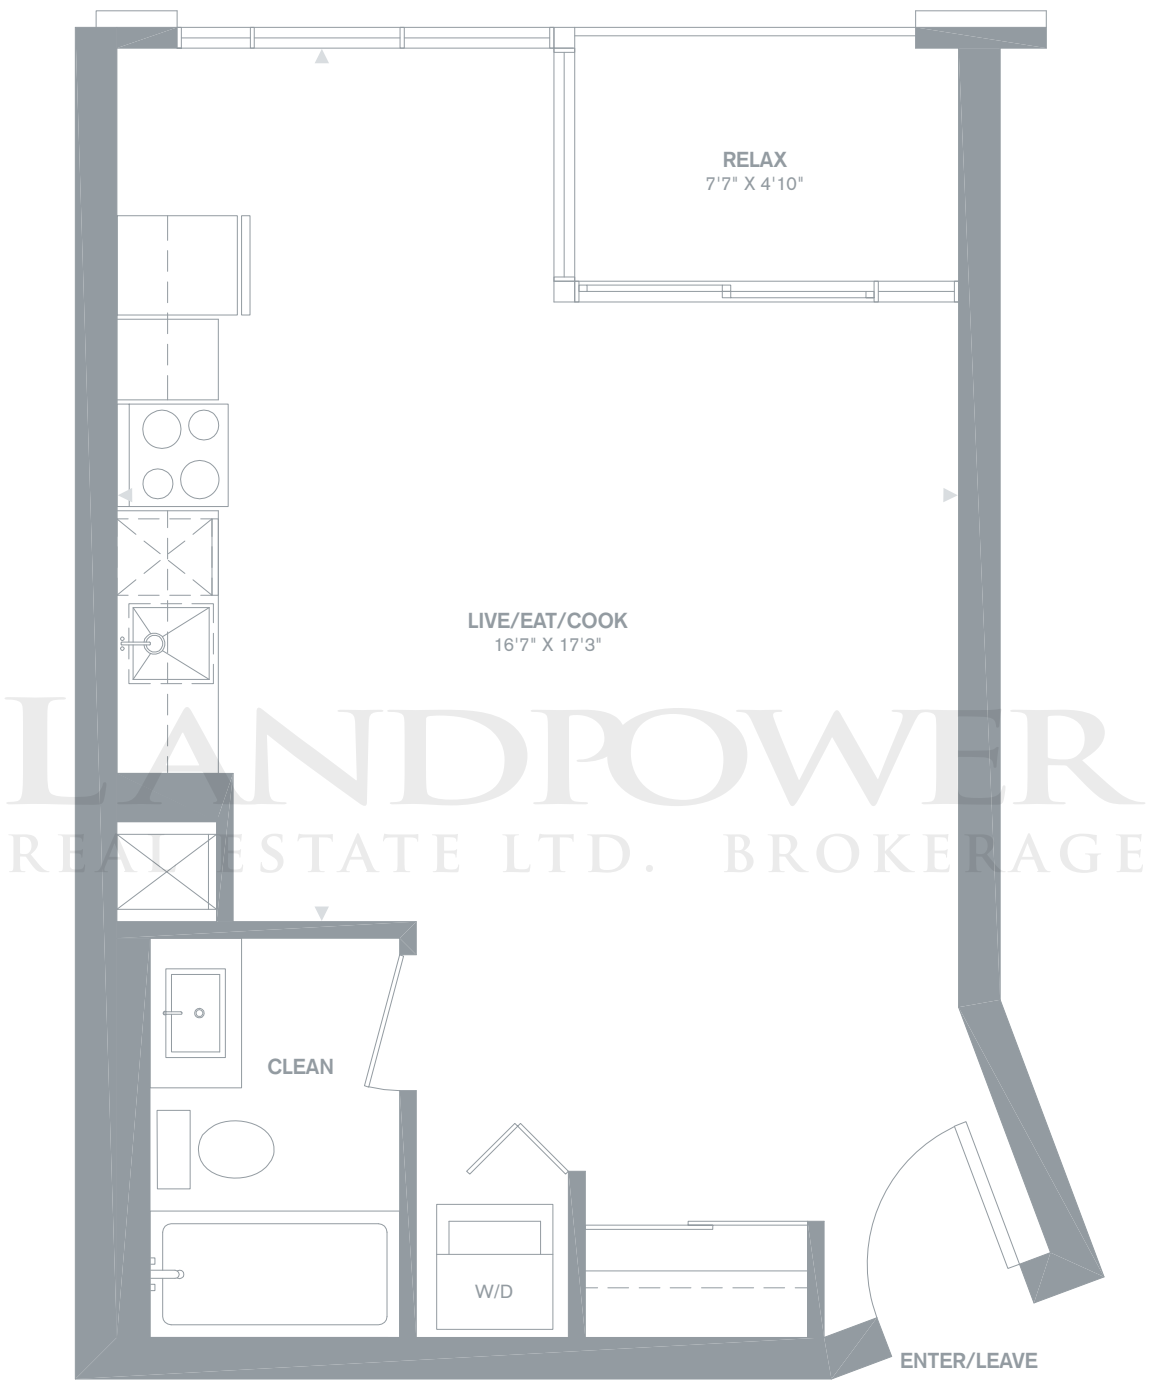 RELAX
7'7" X 4'10"
LIVE/EAT/COOK
16'7" X 17'3"
LANDPOWER
REAL ESTATE LTD. BROKERAGE
CLEAN
W/D
ENTER/LEAVE